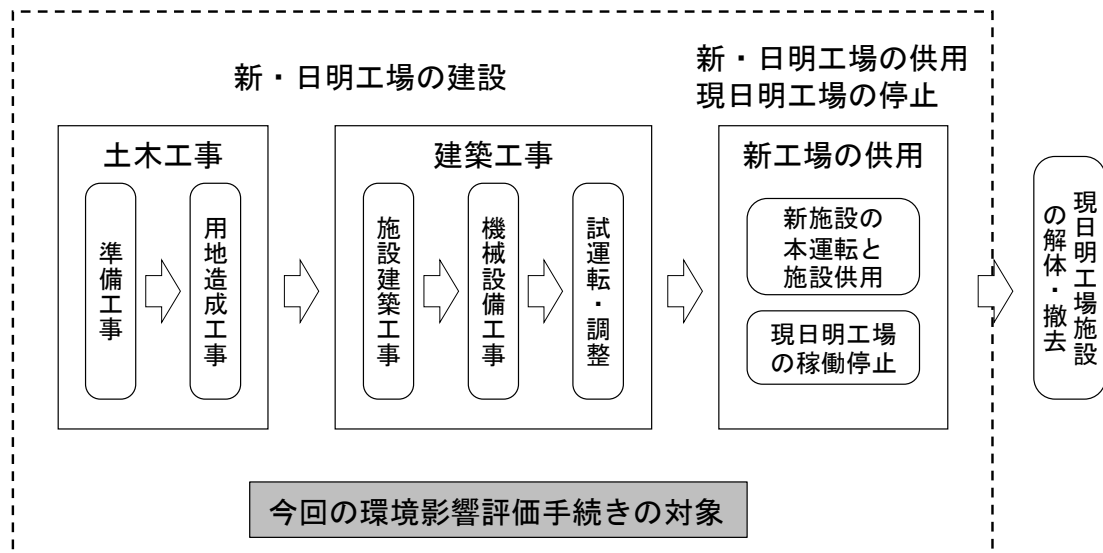 新・日明工場の建設
新・日明工場の供用
現日明工場の停止
土木工事
準備工事
用地造成工事
建築工事
施設建築工事
機械設備工事
試運転・調整
新工場の供用
新施設の
本運転と
施設供用
現日明工場
の稼働停止
現日明工場施設
の解体・撤去
今回の環境影響評価手続きの対象